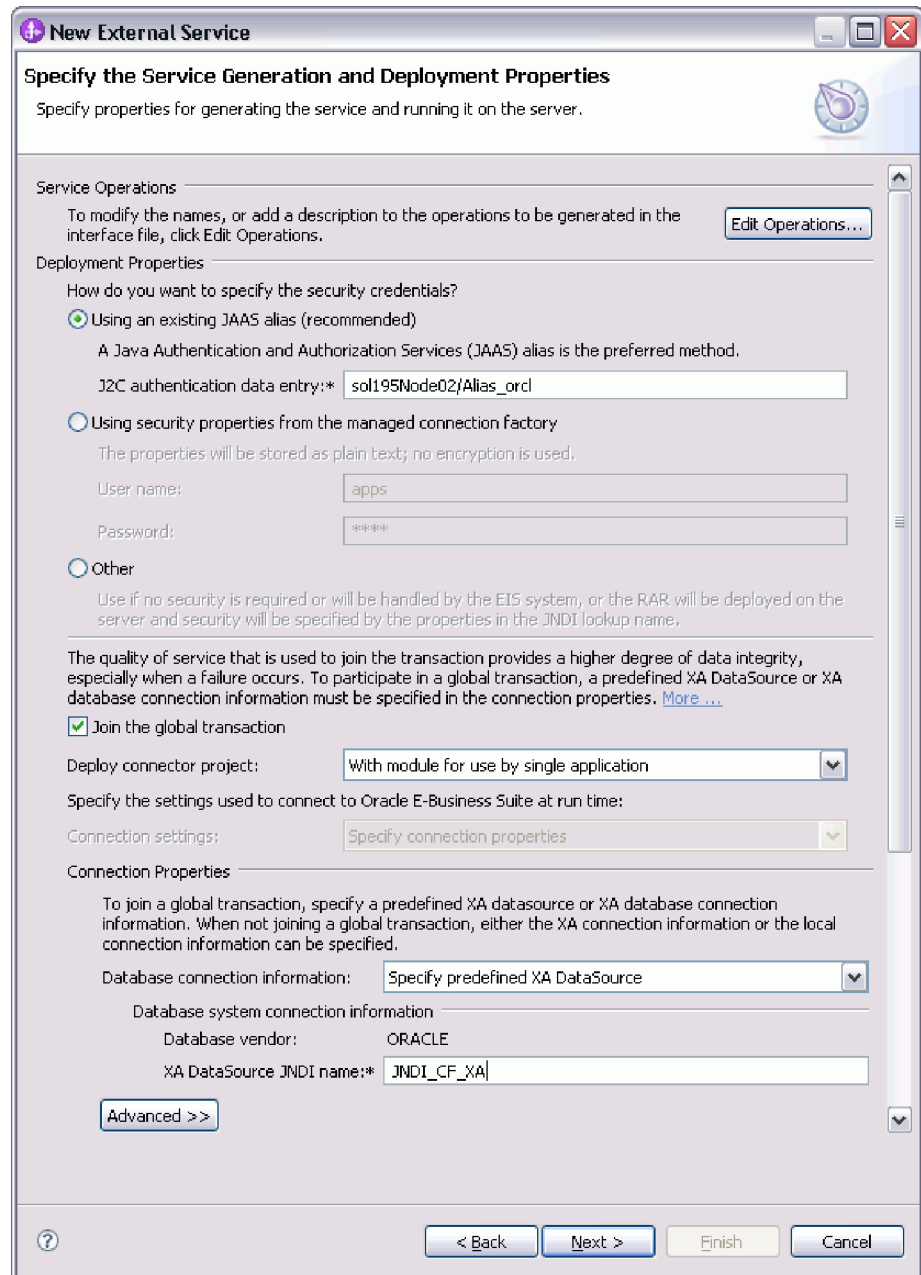 New External Service
Specify the Service Generation and Deployment Properties
Specify properties for generating the service and running it on the server.
Service Operations
To modify the names, or add a description to the operations to be generated in the
interface file, click Edit Operations.
Edit Operations...
Deployment Properties
How do you want to specify the security credentials?
Using an existing JAAS alias (recommended)
A Java Authentication and Authorization Services (JAAS) alias is the preferred method.
J2C authentication data entry:* sol195Node02/Alias_orcl
Using security properties from the managed connection factory
The properties will be stored as plain text; no encryption is used.
User name: apps
Password: ****
Other
Use if no security is required or will be handled by the EIS system, or the RAR will be deployed on the
server and security will be specified by the properties in the JNDI lookup name.
The quality of service that is used to join the transaction provides a higher degree of data integrity,
especially when a failure occurs. To participate in a global transaction, a predefined XA DataSource or XA
database connection information must be specified in the connection properties. More ...
Join the global transaction
Deploy connector project: With module for use by single application
Specify the settings used to connect to Oracle E-Business Suite at run time:
Connection settings: Specify connection properties
Connection Properties
To join a global transaction, specify a predefined XA datasource or XA database connection
information. When not joining a global transaction, either the XA connection information or the local
connection information can be specified.
Database connection information: Specify predefined XA DataSource
Database system connection information
Database vendor: ORACLE
XA DataSource JNDI name:* JNDI_CF_XA
Advanced >>
? < Back Next > Finish Cancel